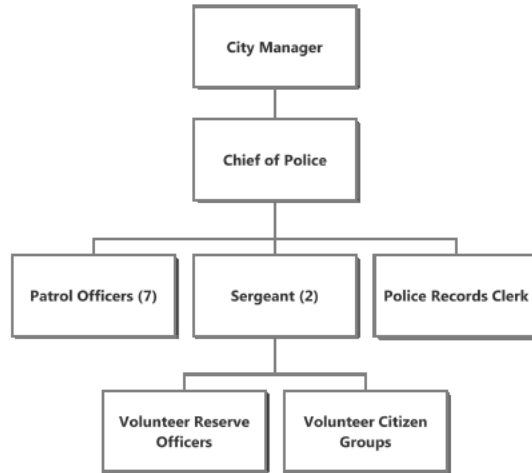 City Manager
Chief of Police
Patrol Officers (7)
Sergeant (2)
Police Records Clerk
Volunteer Reserve
Officers
Volunteer Citizen
Groups